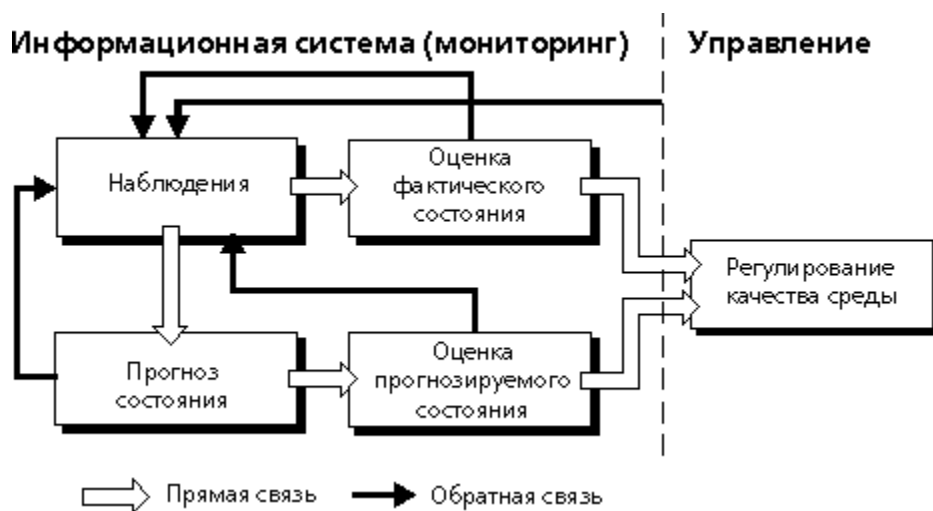 Информационная система (мониторинг)
Управление
Наблюдения
Оценка
фактического
состояния
Регулирование
качества среды
Прогноз
состояния
Оценка
прогнозируемого
состояния
Прямая связь
Обратная связь